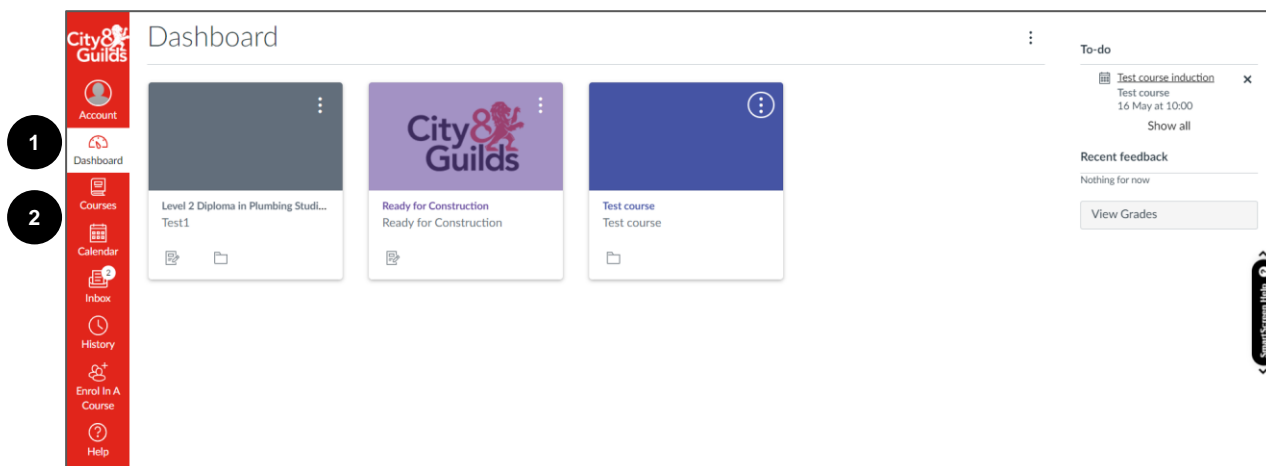 City&
Guilds
Account
1
Dashboard
Courses
2
Calendar
2
Inbox
History
Enrol In A
Course
Help
Dashboard
Level 2 Diploma in Plumbing Studi...
Test1
City&
Guilds
Ready for Construction
Ready for Construction
Test course
Test course
To-do
Test course induction
Test course
16 May at 10:00
Show all
Recent feedback
Nothing for now
View Grades
SmartScreen Help ?